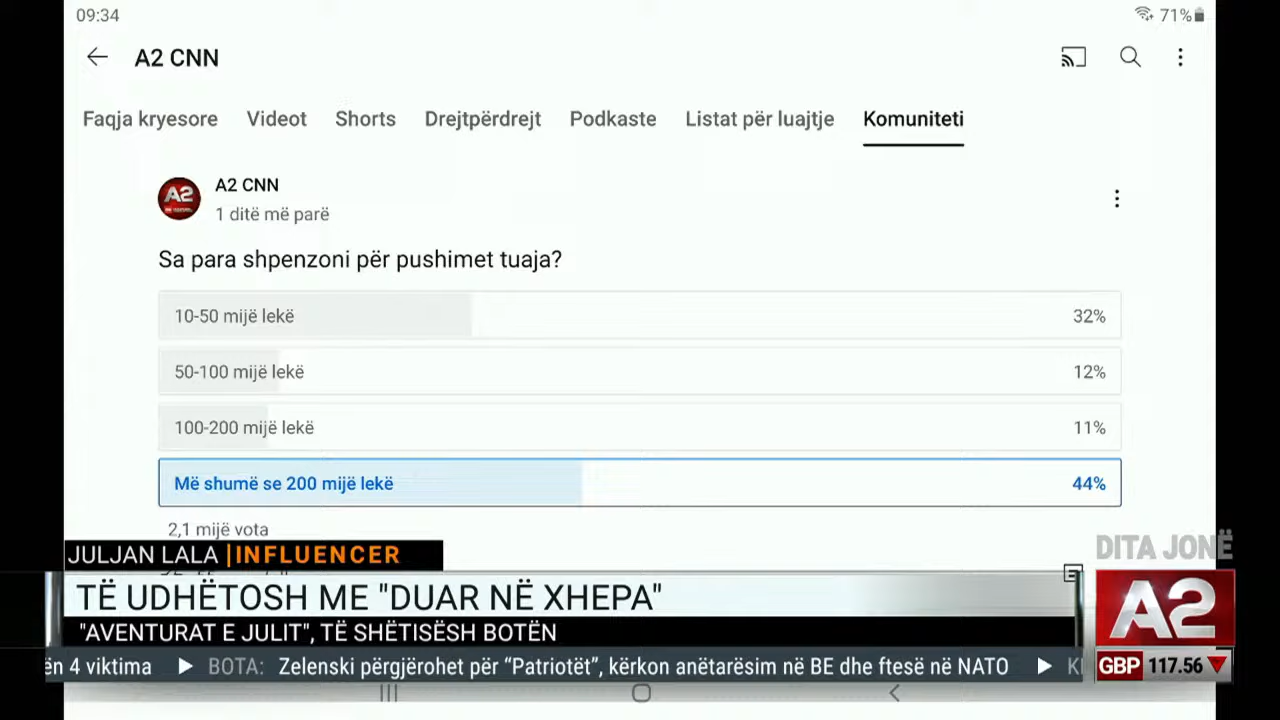 09:34
71%
A2 CNN
Faqja kryesore Videot Shorts Drejtpërdrejt Podkaste Listat për luajtje Komuniteti
A2
A2 CNN
1 ditë më parë
Sa para shpenzoni për pushimet tuaja?
10-50 mijë lekë 32%
50-100 mijë lekë 12%
100-200 mijë lekë 11%
Më shumë se 200 mijë lekë 44%
2,1 mijë vota
JULJAN LALA |INFLUENCER
DITA JONË
TË UDHËTOSH ME "DUAR NË XHEPA"
"AVENTURAT E JULIT", TË SHËTISËSH BOTËN
A2
ën 4 viktima ▶ BOTA: Zelenski përgjërohet për “Patriotët”, kërkon anëtarësim në BE dhe ftesë në NATO ▶
GBP 117.56 ▼